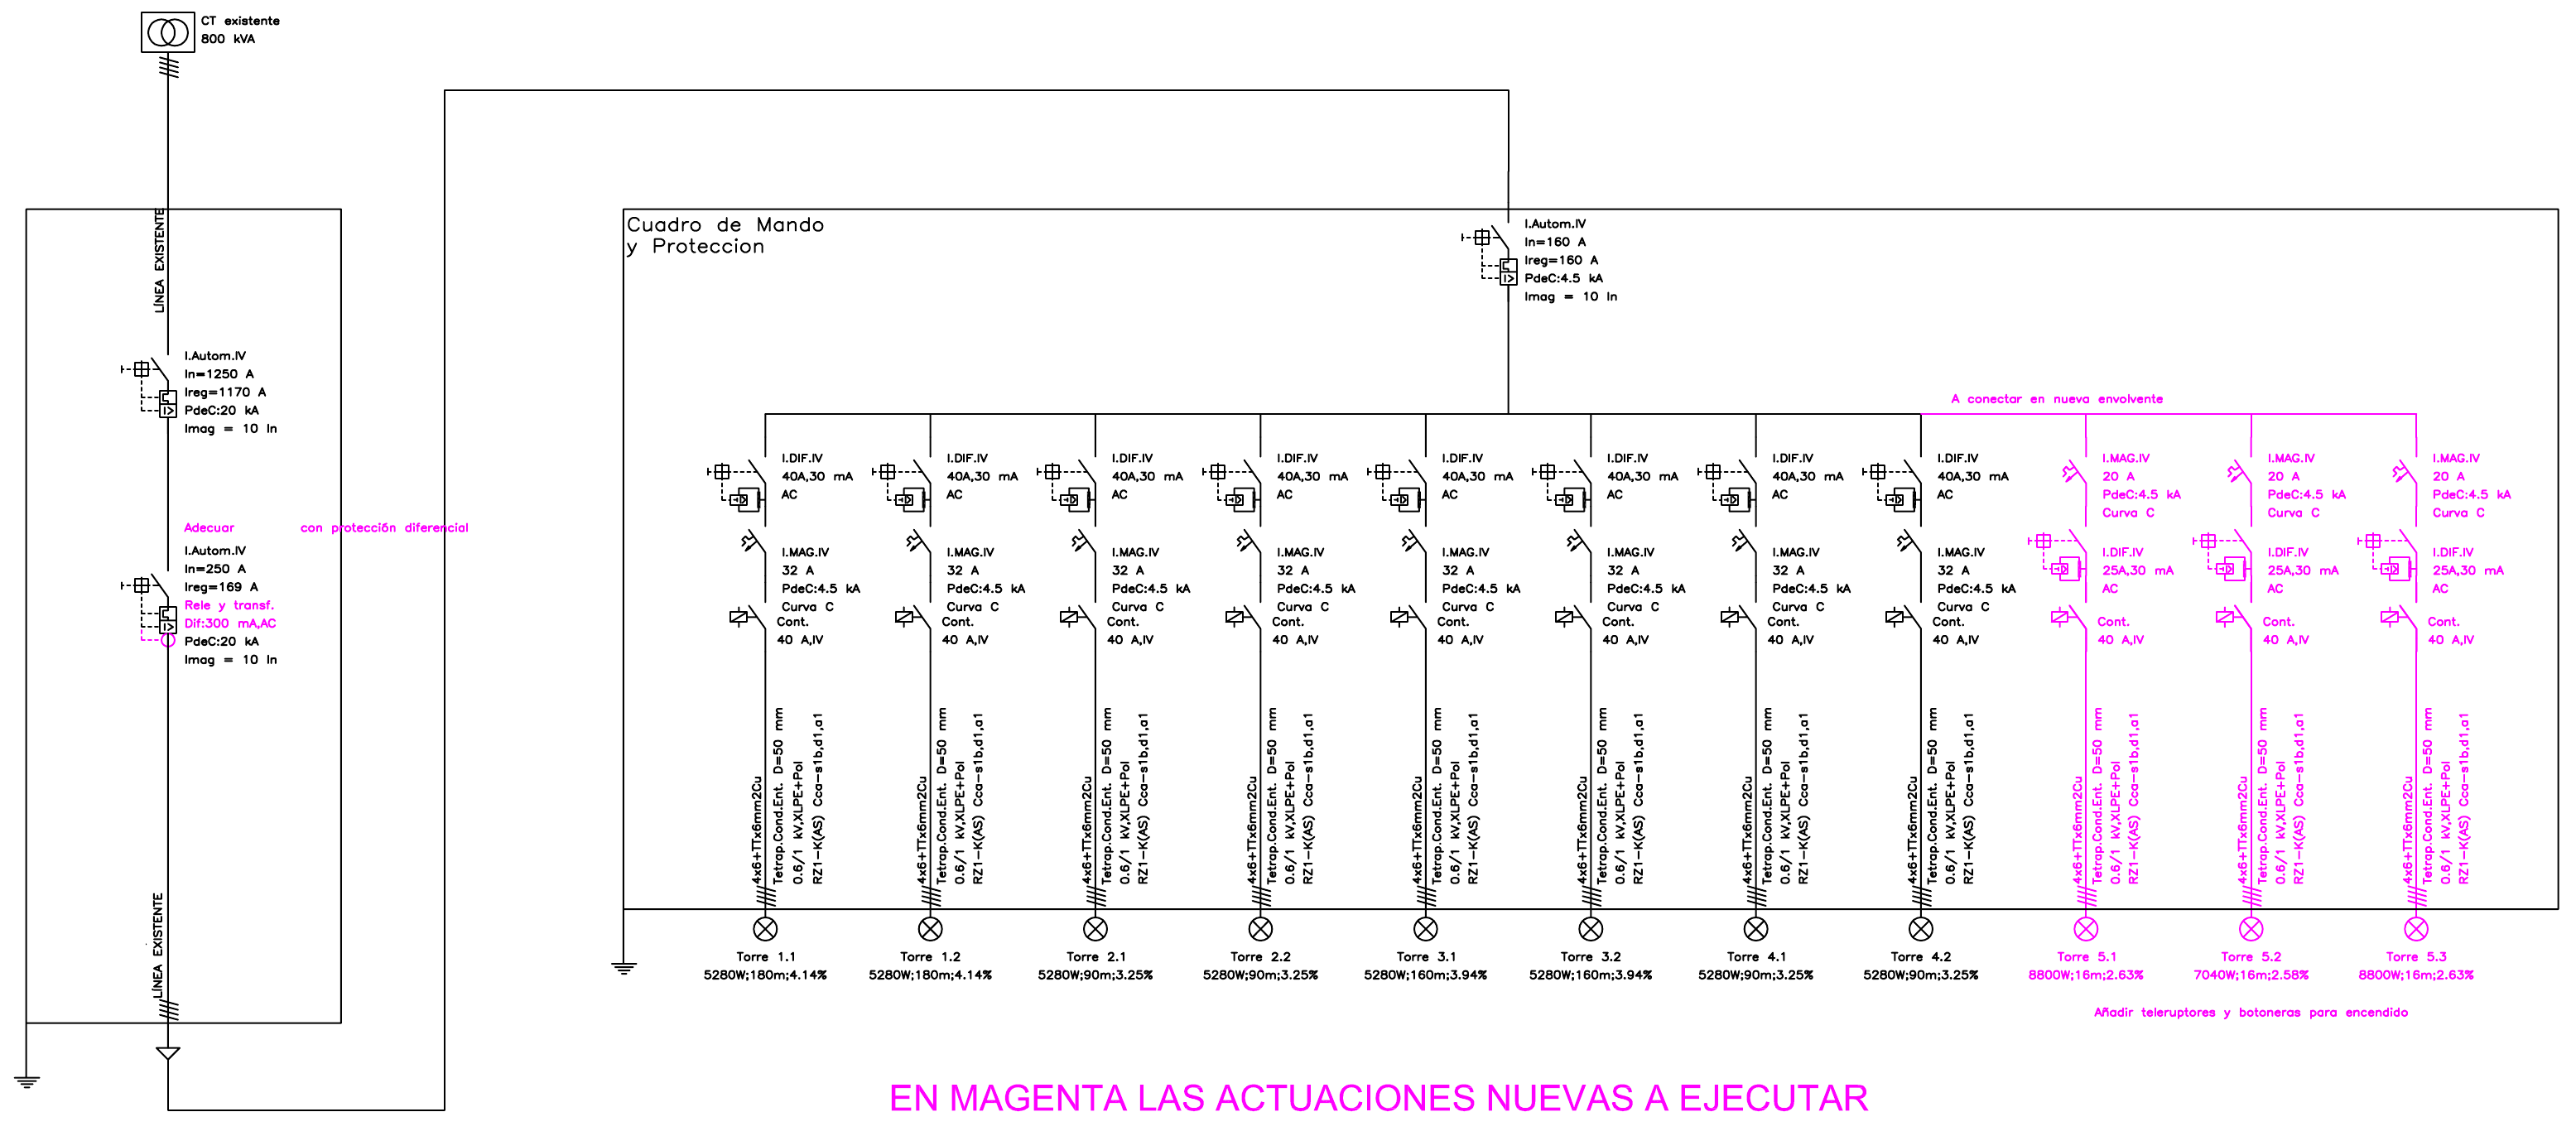 CT existente
800 kVA
LÍNEA EXISTENTE
I.Autom.IV
In=1250 A
Ireg=1170 A
PdeC:20 kA
Imag = 10 In
Adecuar con protección diferencial
I.Autom.IV
In=250 A
Ireg=169 A
Rele y transf.
Dif:300 mA,AC
PdeC:20 kA
Imag = 10 In
LÍNEA EXISTENTE
Cuadro de Mando
y Proteccion
I.Autom.IV
In=160 A
Ireg=160 A
PdeC:4.5 kA
Imag = 10 In
A conectar en nueva envolvente
I.DIF.IV
40A,30 mA
AC
I.MAG.IV
32 A
PdeC:4.5 kA
Curva C
Cont.
40 A,IV
4x6+TTx6mm2Cu
Tetrap.Cond.Ent. D=50 mm
0.6/1 kV,XLPE+Pol
RZ1-K(AS) Cca-s1b,d1,a1
Torre 1.1
5280W;180m;4.14%
I.DIF.IV
40A,30 mA
AC
I.MAG.IV
32 A
PdeC:4.5 kA
Curva C
Cont.
40 A,IV
4x6+TTx6mm2Cu
Tetrap.Cond.Ent. D=50 mm
0.6/1 kV,XLPE+Pol
RZ1-K(AS) Cca-s1b,d1,a1
Torre 1.2
5280W;180m;4.14%
I.DIF.IV
40A,30 mA
AC
I.MAG.IV
32 A
PdeC:4.5 kA
Curva C
Cont.
40 A,IV
4x6+TTx6mm2Cu
Tetrap.Cond.Ent. D=50 mm
0.6/1 kV,XLPE+Pol
RZ1-K(AS) Cca-s1b,d1,a1
Torre 2.1
5280W;90m;3.25%
I.DIF.IV
40A,30 mA
AC
I.MAG.IV
32 A
PdeC:4.5 kA
Curva C
Cont.
40 A,IV
4x6+TTx6mm2Cu
Tetrap.Cond.Ent. D=50 mm
0.6/1 kV,XLPE+Pol
RZ1-K(AS) Cca-s1b,d1,a1
Torre 2.2
5280W;90m;3.25%
I.DIF.IV
40A,30 mA
AC
I.MAG.IV
32 A
PdeC:4.5 kA
Curva C
Cont.
40 A,IV
4x6+TTx6mm2Cu
Tetrap.Cond.Ent. D=50 mm
0.6/1 kV,XLPE+Pol
RZ1-K(AS) Cca-s1b,d1,a1
Torre 3.1
5280W;160m;3.94%
I.DIF.IV
40A,30 mA
AC
I.MAG.IV
32 A
PdeC:4.5 kA
Curva C
Cont.
40 A,IV
4x6+TTx6mm2Cu
Tetrap.Cond.Ent. D=50 mm
0.6/1 kV,XLPE+Pol
RZ1-K(AS) Cca-s1b,d1,a1
Torre 3.2
5280W;160m;3.94%
I.DIF.IV
40A,30 mA
AC
I.MAG.IV
32 A
PdeC:4.5 kA
Curva C
Cont.
40 A,IV
4x6+TTx6mm2Cu
Tetrap.Cond.Ent. D=50 mm
0.6/1 kV,XLPE+Pol
RZ1-K(AS) Cca-s1b,d1,a1
Torre 4.1
5280W;90m;3.25%
I.DIF.IV
40A,30 mA
AC
I.MAG.IV
32 A
PdeC:4.5 kA
Curva C
Cont.
40 A,IV
4x6+TTx6mm2Cu
Tetrap.Cond.Ent. D=50 mm
0.6/1 kV,XLPE+Pol
RZ1-K(AS) Cca-s1b,d1,a1
Torre 4.2
5280W;90m;3.25%
I.MAG.IV
20 A
PdeC:4.5 kA
Curva C
I.DIF.IV
25A,30 mA
AC
Cont.
40 A,IV
4x6+TTx6mm2Cu
Tetrap.Cond.Ent. D=50 mm
0.6/1 kV,XLPE+Pol
RZ1-K(AS) Cca-s1b,d1,a1
Torre 5.1
8800W;16m;2.63%
I.MAG.IV
20 A
PdeC:4.5 kA
Curva C
I.DIF.IV
25A,30 mA
AC
Cont.
40 A,IV
4x6+TTx6mm2Cu
Tetrap.Cond.Ent. D=50 mm
0.6/1 kV,XLPE+Pol
RZ1-K(AS) Cca-s1b,d1,a1
Torre 5.2
7040W;16m;2.58%
I.MAG.IV
20 A
PdeC:4.5 kA
Curva C
I.DIF.IV
25A,30 mA
AC
Cont.
40 A,IV
4x6+TTx6mm2Cu
Tetrap.Cond.Ent. D=50 mm
0.6/1 kV,XLPE+Pol
RZ1-K(AS) Cca-s1b,d1,a1
Torre 5.3
8800W;16m;2.63%
Añadir teleruptores y botoneras para encendido
EN MAGENTA LAS ACTUACIONES NUEVAS A EJECUTAR